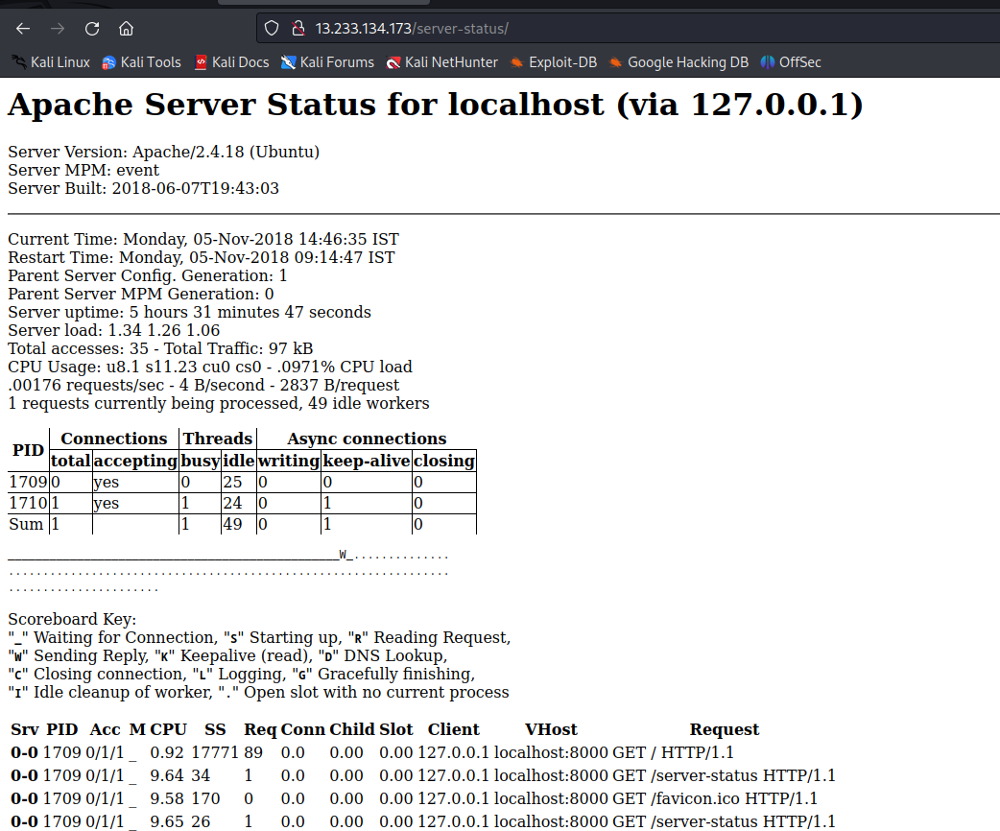 13.233.134.173/server-status/
Kali Linux Kali Tools Kali Docs Kali Forums Kali NetHunter Exploit-DB Google Hacking DB OffSec
Apache Server Status for localhost (via 127.0.0.1)
Server Version: Apache/2.4.18 (Ubuntu)
Server MPM: event
Server Built: 2018-06-07T19:43:03
Current Time: Monday, 05-Nov-2018 14:46:35 IST
Restart Time: Monday, 05-Nov-2018 09:14:47 IST
Parent Server Config. Generation: 1
Parent Server MPM Generation: 0
Server uptime: 5 hours 31 minutes 47 seconds
Server load: 1.34 1.26 1.06
Total accesses: 35 - Total Traffic: 97 kB
CPU Usage: u8.1 s11.23 cu0 cs0 - .0971% CPU load
.00176 requests/sec - 4 B/second - 2837 B/request
1 requests currently being processed, 49 idle workers
PID Connections Threads Async connections
total accepting busy idle writing keep-alive closing
1709 0 yes 0 25 0 0 0
1710 1 yes 1 24 0 1 0
Sum 1 1 49 0 1 0
________________________________________________W_..............
................................................................
......................
Scoreboard Key:
"_" Waiting for Connection, "S" Starting up, "R" Reading Request,
"W" Sending Reply, "K" Keepalive (read), "D" DNS Lookup,
"C" Closing connection, "L" Logging, "G" Gracefully finishing,
"I" Idle cleanup of worker, "." Open slot with no current process
Srv PID Acc M CPU SS Req Conn Child Slot Client VHost Request
0-0 1709 0/1/1 _ 0.92 17771 89 0.0 0.00 0.00 127.0.0.1 localhost:8000 GET / HTTP/1.1
0-0 1709 0/1/1 _ 9.64 34 1 0.0 0.00 0.00 127.0.0.1 localhost:8000 GET /server-status HTTP/1.1
0-0 1709 0/1/1 _ 9.58 170 0 0.0 0.00 0.00 127.0.0.1 localhost:8000 GET /favicon.ico HTTP/1.1
0-0 1709 0/1/1 _ 9.65 26 1 0.0 0.00 0.00 127.0.0.1 localhost:8000 GET /server-status HTTP/1.1